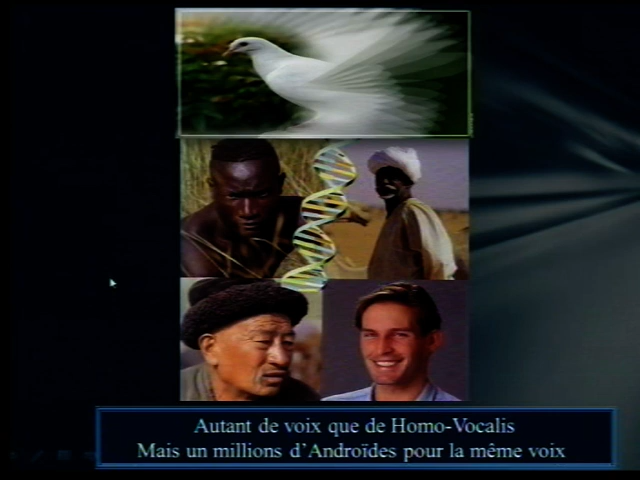 Autant de voix que de Homo-Vocalis
Mais un millions d'Androïdes pour la même voix